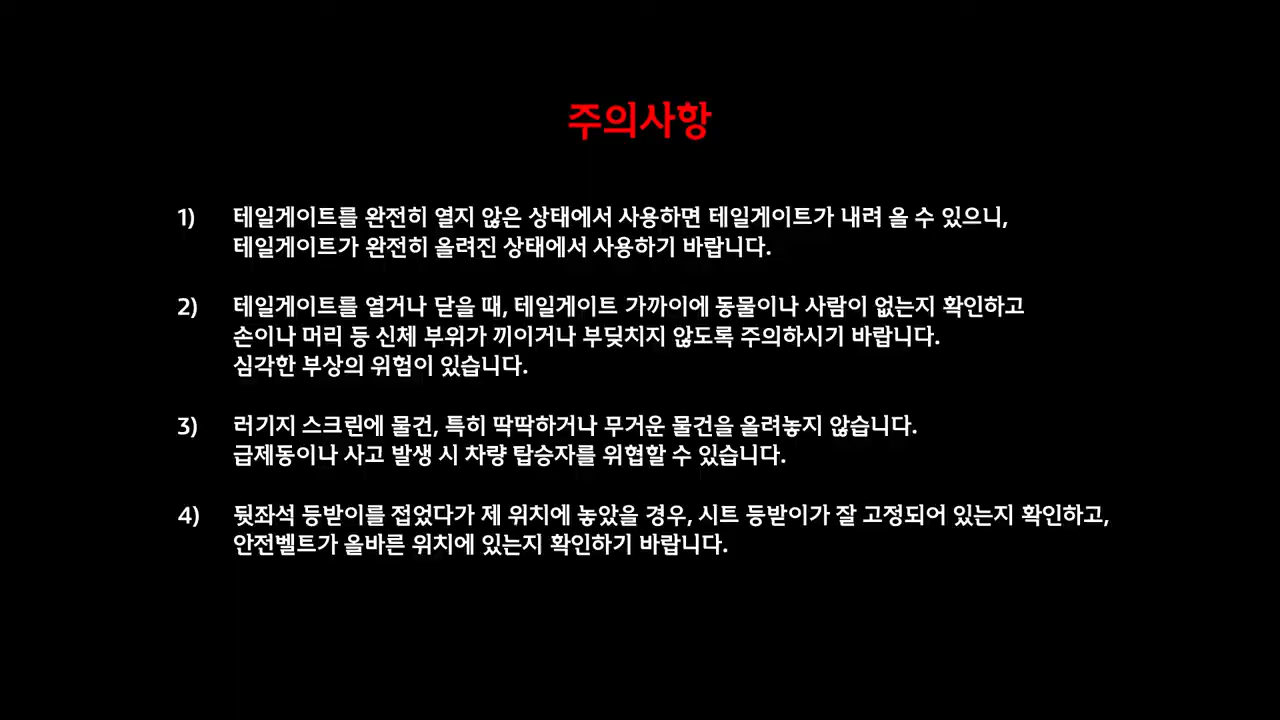 주의사항
1) 테일게이트를 완전히 열지 않은 상태에서 사용하면 테일게이트가 내려 올 수 있으니,
테일게이트가 완전히 올려진 상태에서 사용하기 바랍니다.
2) 테일게이트를 열거나 닫을 때, 테일게이트 가까이에 동물이나 사람이 없는지 확인하고
손이나 머리 등 신체 부위가 끼이거나 부딪치지 않도록 주의하시기 바랍니다.
심각한 부상의 위험이 있습니다.
3) 러기지 스크린에 물건, 특히 딱딱하거나 무거운 물건을 올려놓지 않습니다.
급제동이나 사고 발생 시 차량 탑승자를 위협할 수 있습니다.
4) 뒷좌석 등받이를 접었다가 제 위치에 놓았을 경우, 시트 등받이가 잘 고정되어 있는지 확인하고,
안전벨트가 올바른 위치에 있는지 확인하기 바랍니다.